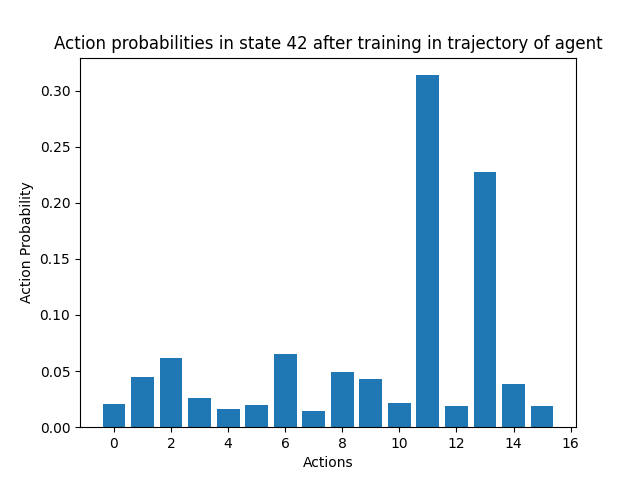 Action probabilities in state 42 after training in trajectory of agent
0.30
0.25
0.20
0.15
0.10
0.05
0.00
Action Probability
0 2 4 6 8 10 12 14 16
Actions